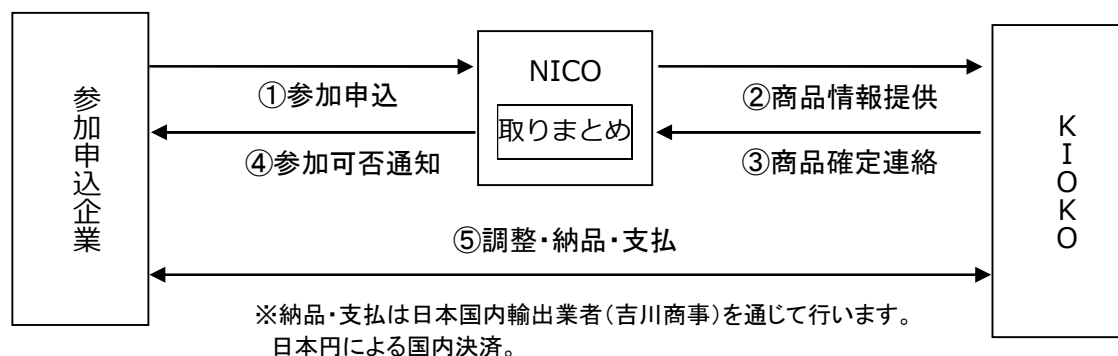 参加申込企業
①参加申込
④参加可否通知
NICO
取りまとめ
②商品情報提供
③商品確定連絡
KIOKO
⑤調整・納品・支払
※納品・支払は日本国内輸出業者（吉川商事）を通じて行います。
日本円による国内決済。